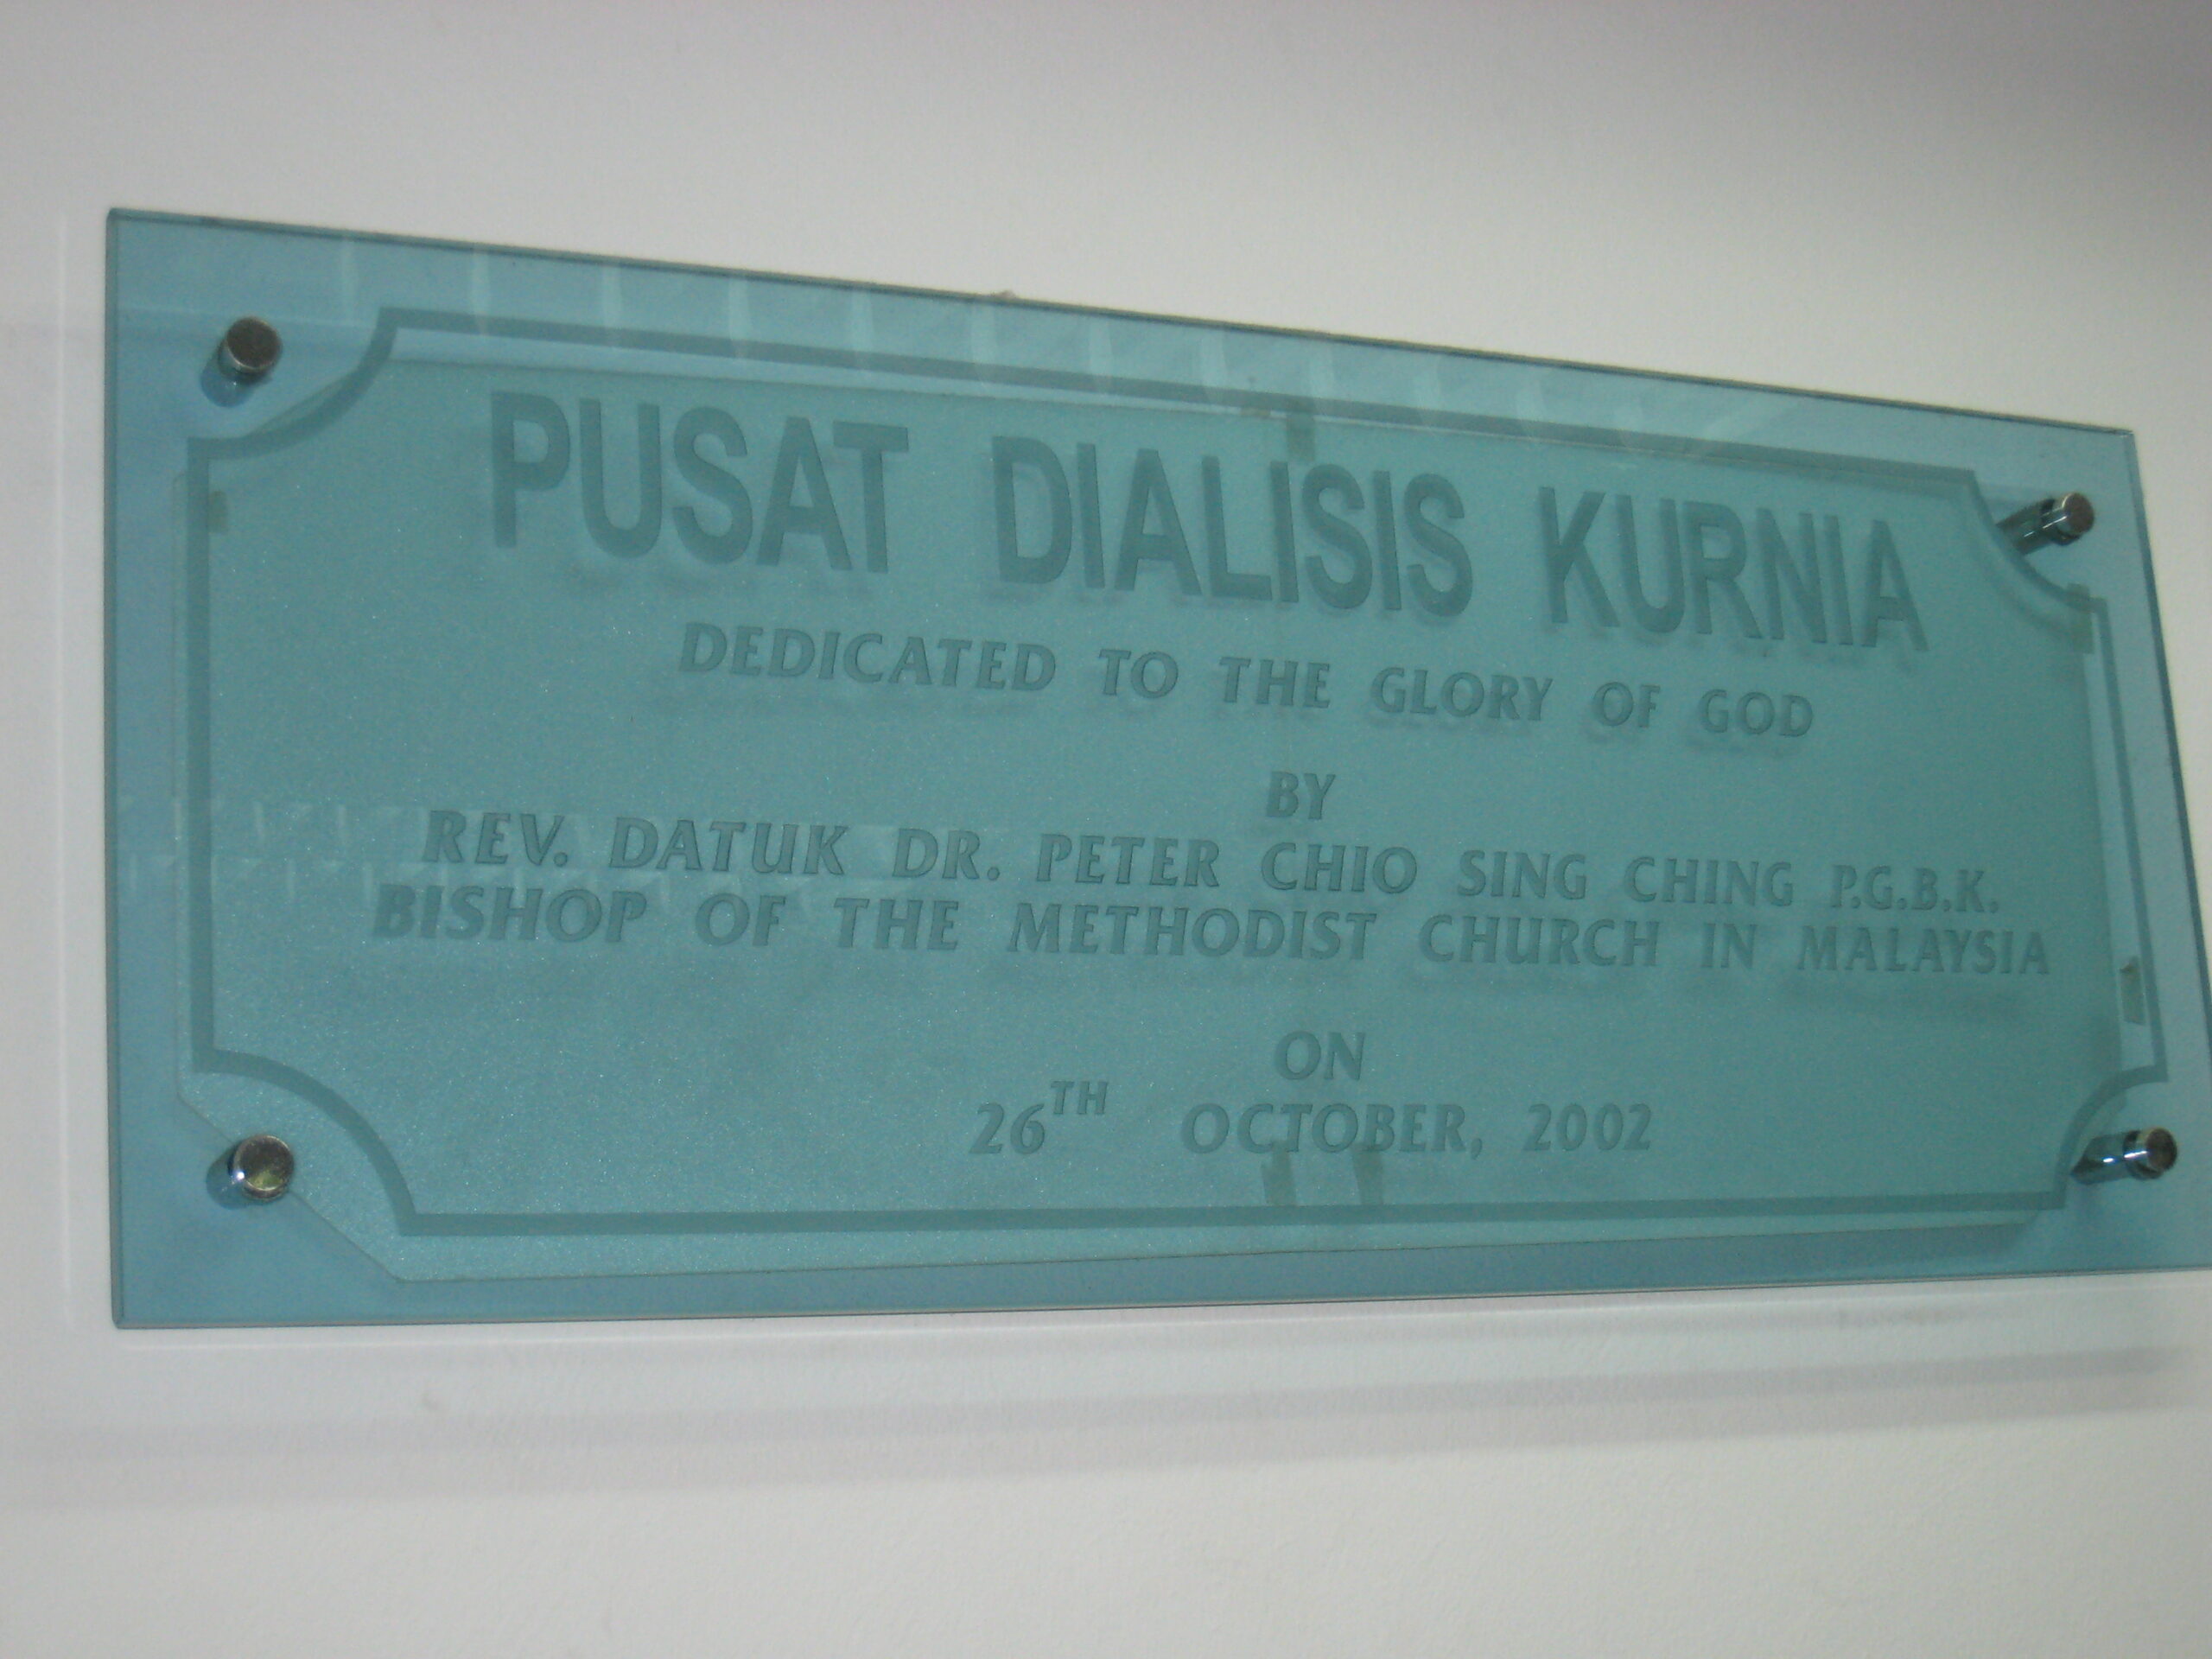 PUSAT DIALISIS KURNIA
DEDICATED TO THE GLORY OF GOD
BY
REV. DATUK DR. PETER CHIO SING CHING P.G.B.K.
BISHOP OF THE METHODIST CHURCH IN MALAYSIA
ON
26TH OCTOBER, 2002